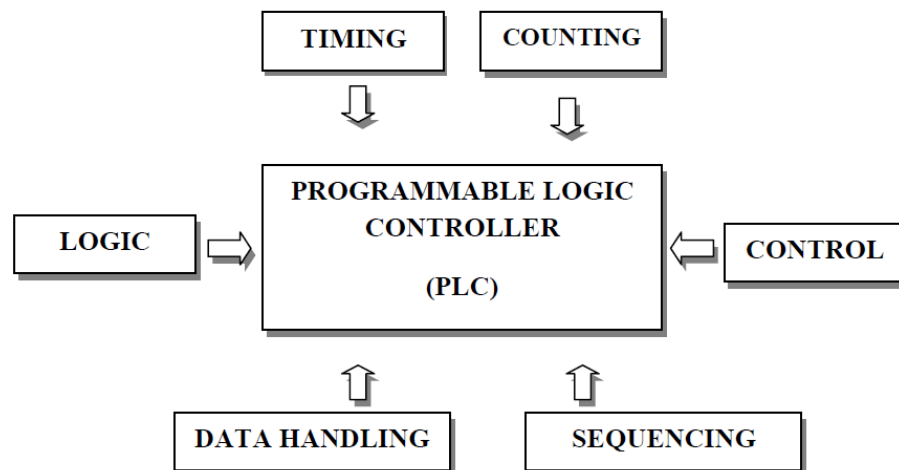 TIMING
COUNTING
PROGRAMMABLE LOGIC
CONTROLLER
(PLC)
LOGIC
CONTROL
DATA HANDLING
SEQUENCING